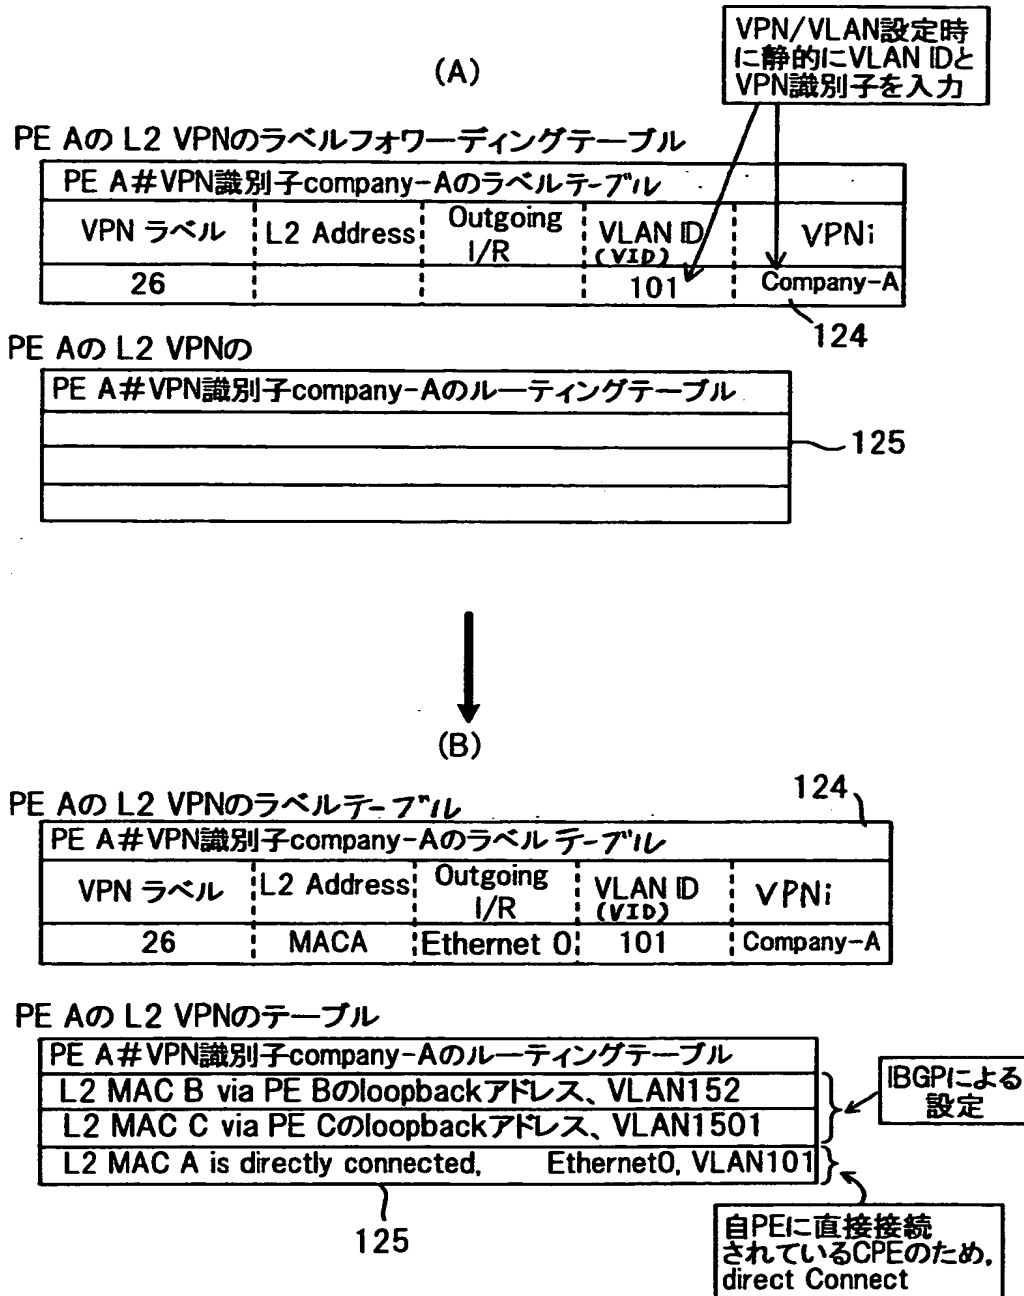 VPN/VLAN設定時
に静的にVLAN IDと
VPN識別子を入力
(A)
PE Aの L2 VPNのラベルフォワーディングテーブル
PE A#VPN識別子company-Aのラベルテーブル
VPN ラベル L2 Address Outgoing I/R VLAN ID (VID) VPNi
26 101 Company-A
124
PE Aの L2 VPNの
PE A#VPN識別子company-Aのルーティングテーブル
125
(B)
124
PE Aの L2 VPNのラベルテーブル
PE A#VPN識別子company-Aのラベルテーブル
VPN ラベル L2 Address Outgoing I/R VLAN ID (VID) VPNi
26 MACA Ethernet 0 101 Company-A
PE Aの L2 VPNのテーブル
PE A#VPN識別子company-Aのルーティングテーブル
L2 MAC B via PE Bのloopbackアドレス、VLAN152
L2 MAC C via PE Cのloopbackアドレス、VLAN1501
L2 MAC A is directly connected, Ethernet0, VLAN101
IBGPによる
設定
125
自PEに直接接続
されているCPEのため,
direct Connect